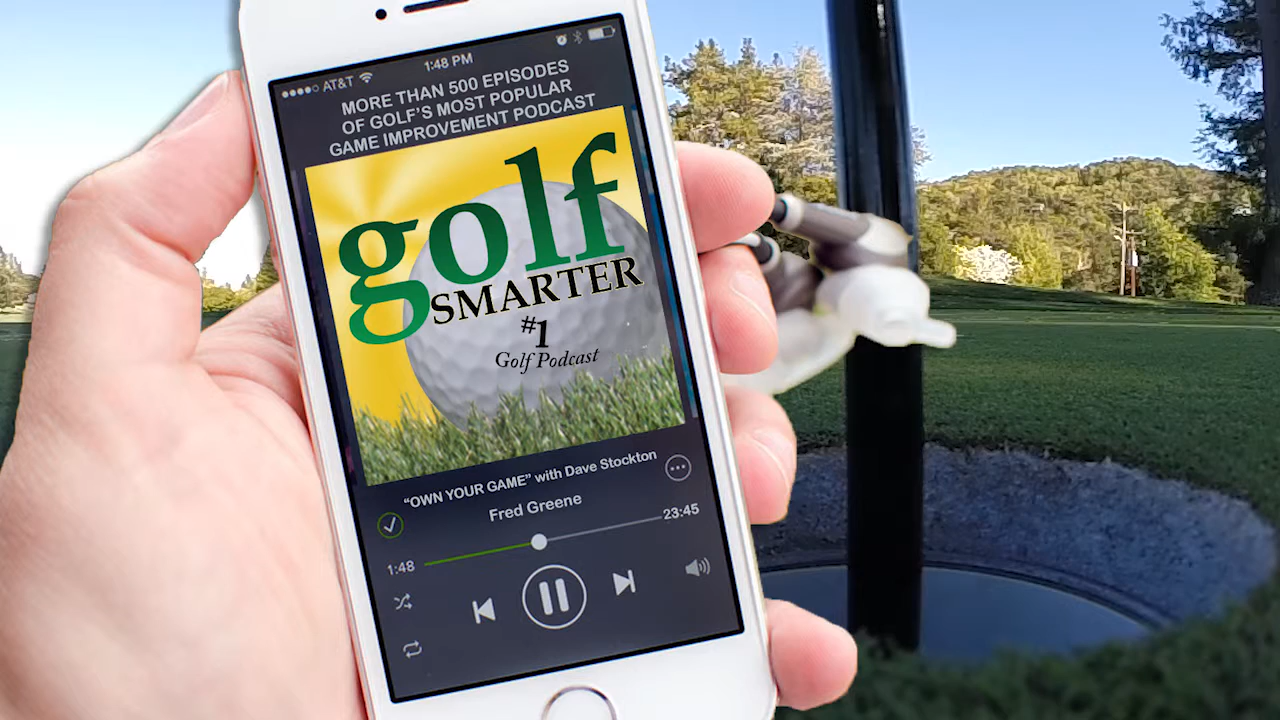 AT&T 1:48 PM
MORE THAN 500 EPISODES
OF GOLF'S MOST POPULAR
GAME IMPROVEMENT PODCAST
golf
SMARTER
#1
Golf Podcast
“OWN YOUR GAME” with Dave Stockton
Fred Greene
1:48 23:45